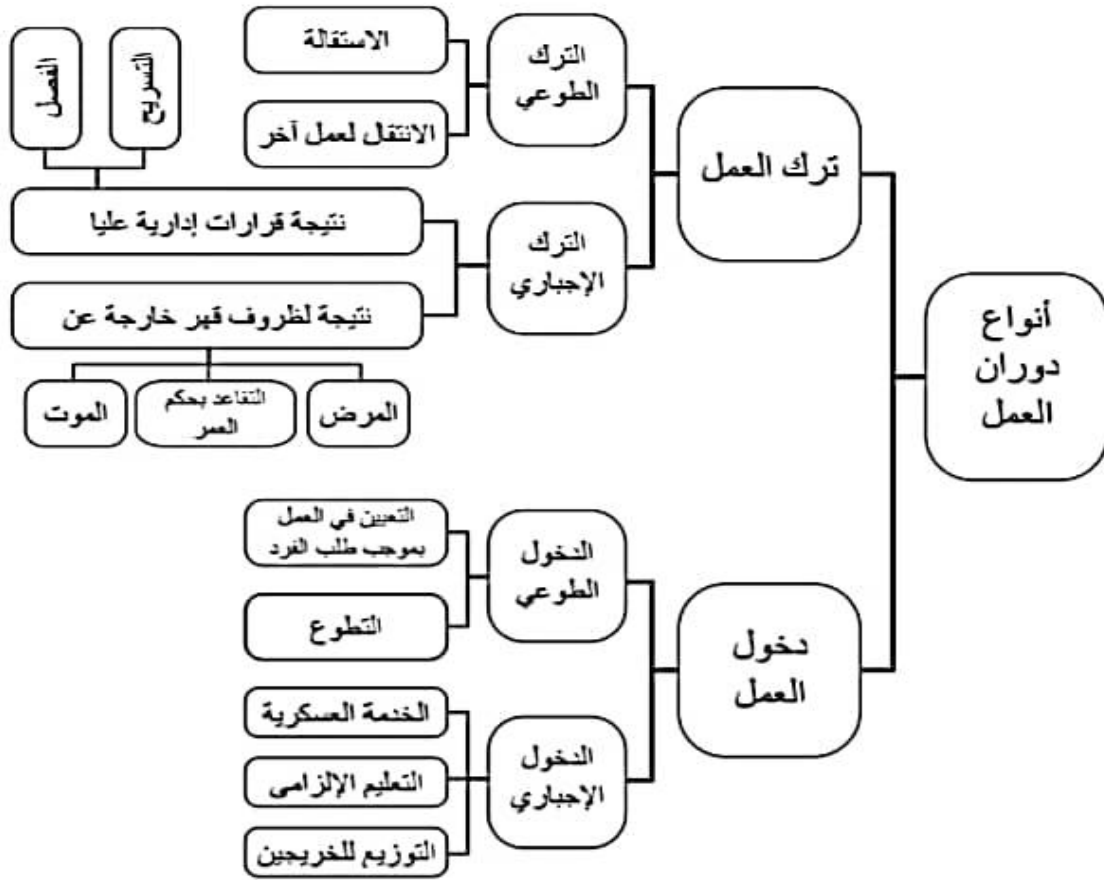 أنواع
دوران
العمل
ترك العمل
الترك
الطوعي
الاستقالة
الانتقال لعمل آخر
الترك
الإجباري
نتيجة قرارات إدارية عليا
التسريح
الفصل
نتيجة لظروف قهر خارجة عن
المرض
التقاعد بحكم
العمر
الموت
دخول
العمل
الدخول
الطوعي
التعيين في العمل
بموجب طلب الفرد
التطوع
الدخول
الإجباري
الخدمة العسكرية
التعليم الإلزامى
التوزيع للخريجين